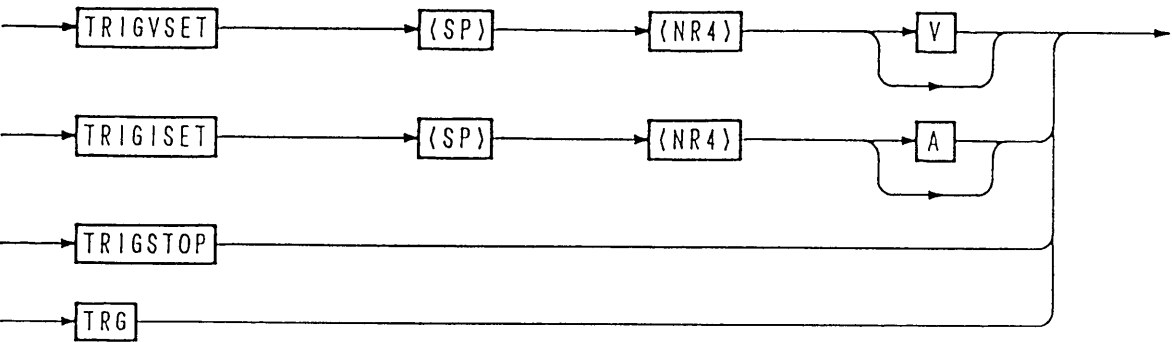 TRIGVSET ⟨SP⟩ ⟨NR4⟩ V
TRIGISET ⟨SP⟩ ⟨NR4⟩ A
TRIGSTOP
TRG